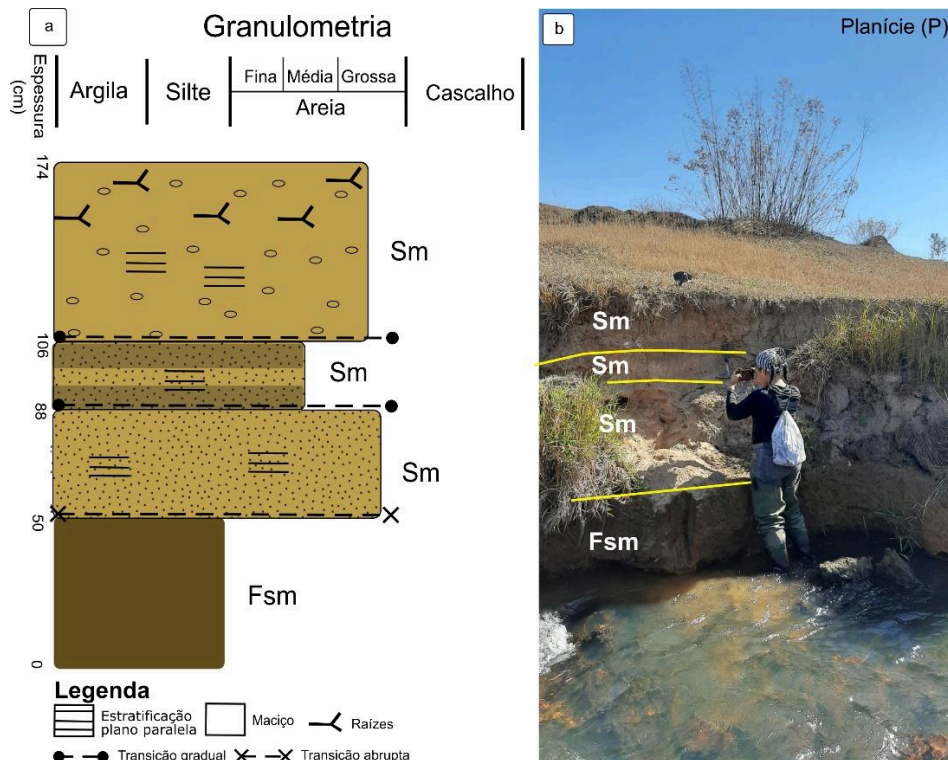 a
Granulometria
Espessura
(cm)
Argila
Silte
Fina
Média
Grossa
Areia
Cascalho
174
Sm
106
Sm
88
Sm
50
Fsm
0
Legenda
Estratificação
plano paralela
Maciço
Raízes
Transição gradual
Transição abrupta
b
Planície (P)
Sm
Sm
Sm
Fsm